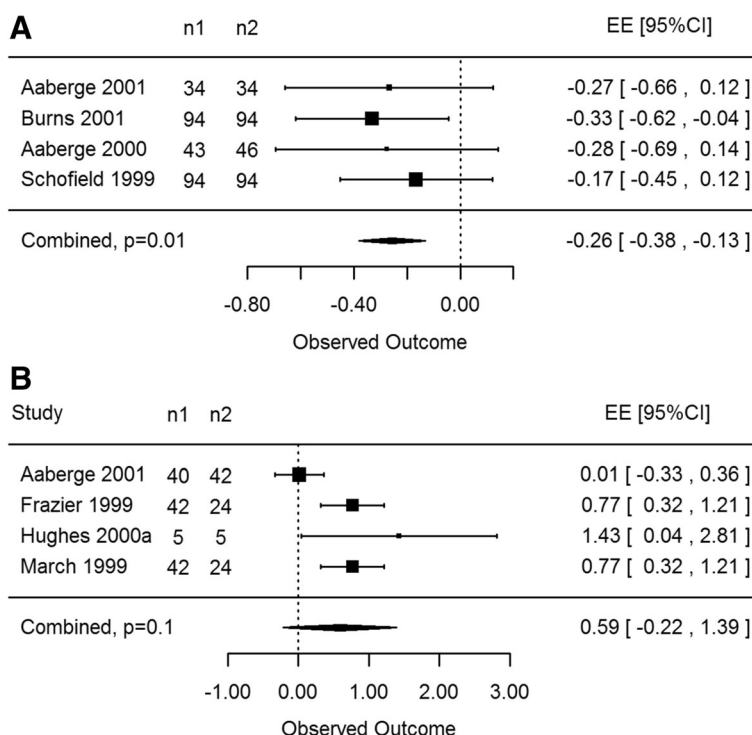 A
n1 n2 EE [95%CI]
Aaberge 2001 34 34 -0.27 [ -0.66 , 0.12 ]
Burns 2001 94 94 -0.33 [ -0.62 , -0.04 ]
Aaberge 2000 43 46 -0.28 [ -0.69 , 0.14 ]
Schofield 1999 94 94 -0.17 [ -0.45 , 0.12 ]
Combined, p=0.01 -0.26 [ -0.38 , -0.13 ]
-0.80 -0.40 0.00
Observed Outcome
B
Study n1 n2 EE [95%CI]
Aaberge 2001 40 42 0.01 [ -0.33 , 0.36 ]
Frazier 1999 42 24 0.77 [ 0.32 , 1.21 ]
Hughes 2000a 5 5 1.43 [ 0.04 , 2.81 ]
March 1999 42 24 0.77 [ 0.32 , 1.21 ]
Combined, p=0.1 0.59 [ -0.22 , 1.39 ]
-1.00 0.00 1.00 2.00 3.00
Observed Outcome